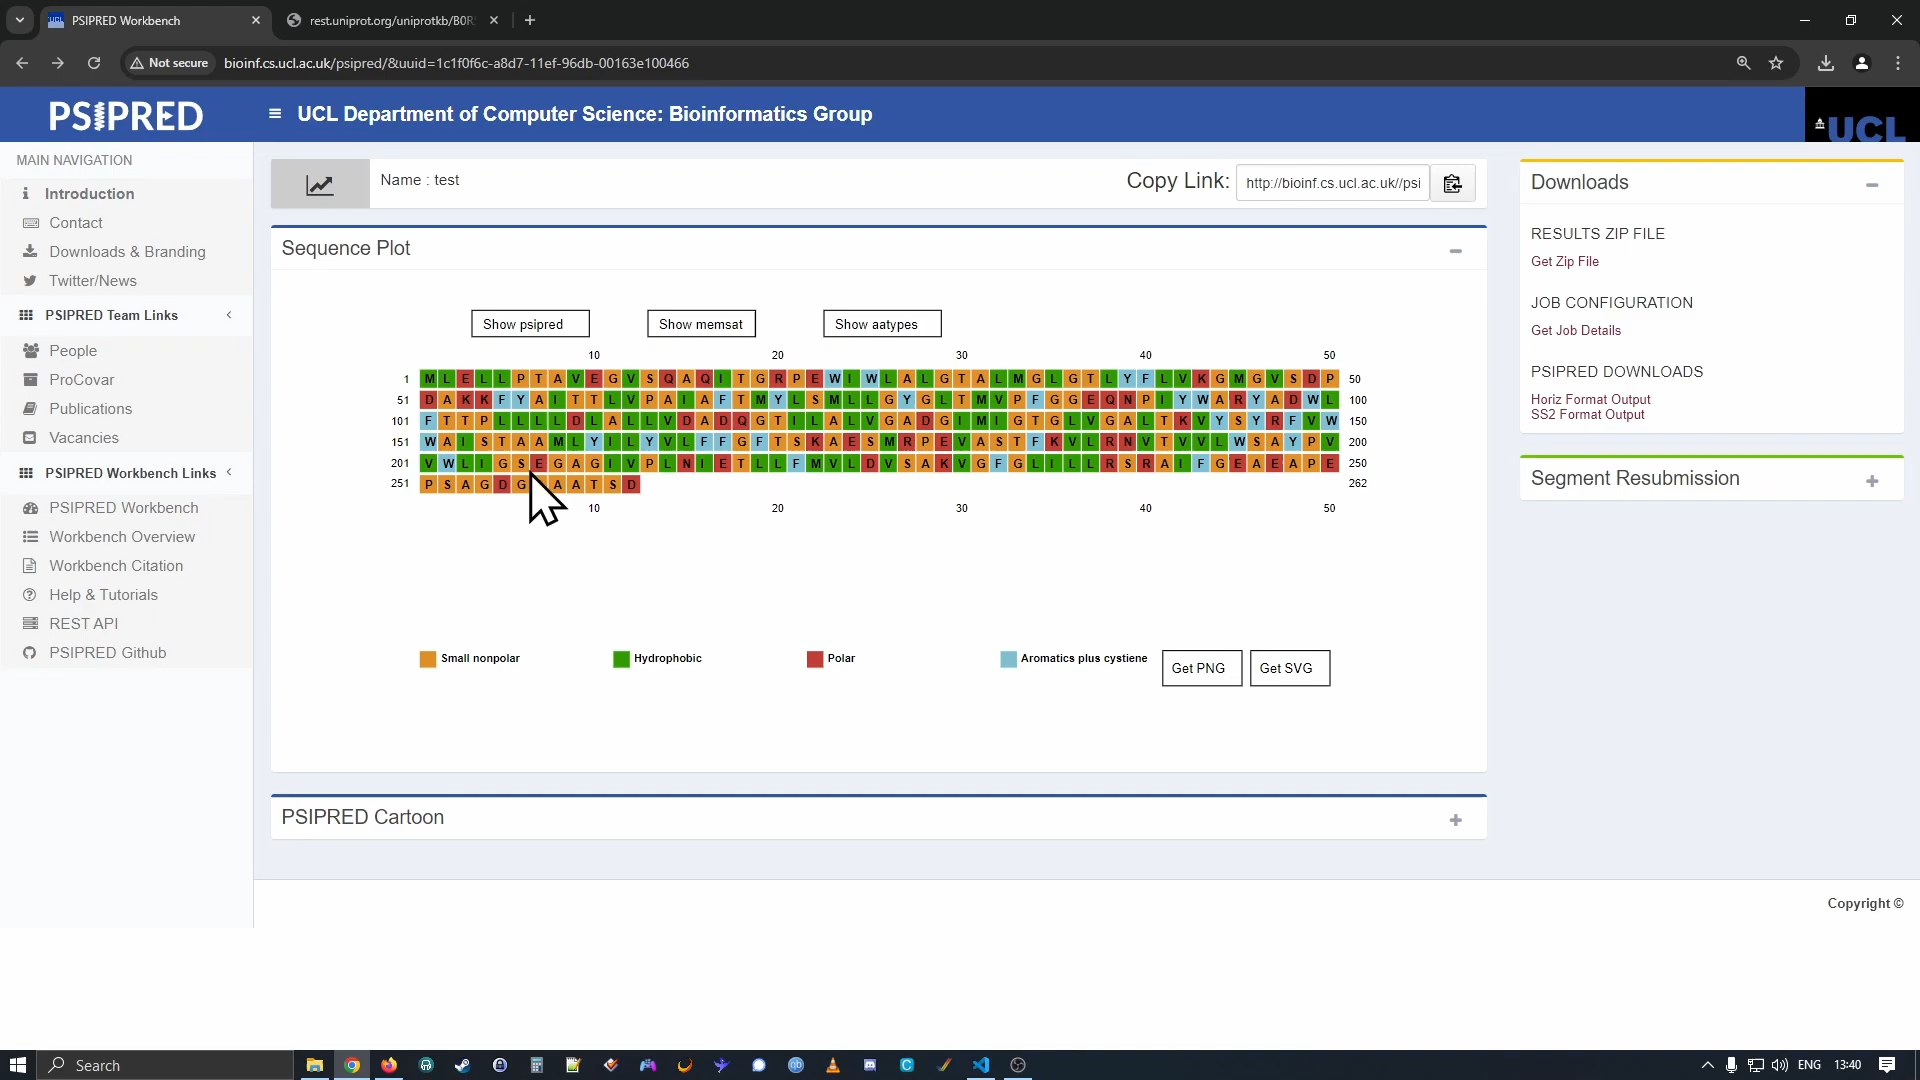 PSIPRED Workbench
rest.uniprot.org/uniprotkb/B0R
Not secure
bioinf.cs.ucl.ac.uk/psipred/&uuid=1c1f0f6c-a8d7-11ef-96db-00163e100466
PSIPRED
UCL Department of Computer Science: Bioinformatics Group
UCL
MAIN NAVIGATION
Introduction
Contact
Downloads & Branding
Twitter/News
PSIPRED Team Links
People
ProCovar
Publications
Vacancies
PSIPRED Workbench Links
PSIPRED Workbench
Workbench Overview
Workbench Citation
Help & Tutorials
REST API
PSIPRED Github
Name : test
Copy Link: http://bioinf.cs.ucl.ac.uk//psi
Sequence Plot
Show psipred Show memsat Show aatypes
10 20 30 40 50
1 M L E L L P T A V E G V S Q A Q I T G R P E W I W L A L G T A L M G L G T L Y F L V K G M G V S D P 50
51 D A K K F Y A I T T L V P A I A F T M Y L S M L L G Y G L T M V P F G G E Q N P I Y W A R Y A D W L 100
101 F T T P L L L L D L A L L V D A D Q G T I L A L V G A D G I M I G T G L V G A L T K V Y S Y R F V W 150
151 W A I S T A A M L Y I L Y V L F F G F T S K A E S M R P E V A S T F K V L R N V T V V L W S A Y P V 200
201 V W L I G S E G A G I V P L N I E T L L F M V L D V S A K V G F G L I L L R S R A I F G E A E A P E 250
251 P S A G D G A A T S D 262
10 20 30 40 50
Small nonpolar Hydrophobic Polar Aromatics plus cystiene
Get PNG Get SVG
PSIPRED Cartoon
Downloads
RESULTS ZIP FILE
Get Zip File
JOB CONFIGURATION
Get Job Details
PSIPRED DOWNLOADS
Horiz Format Output
SS2 Format Output
Segment Resubmission
Copyright ©
Search
ENG
13:40